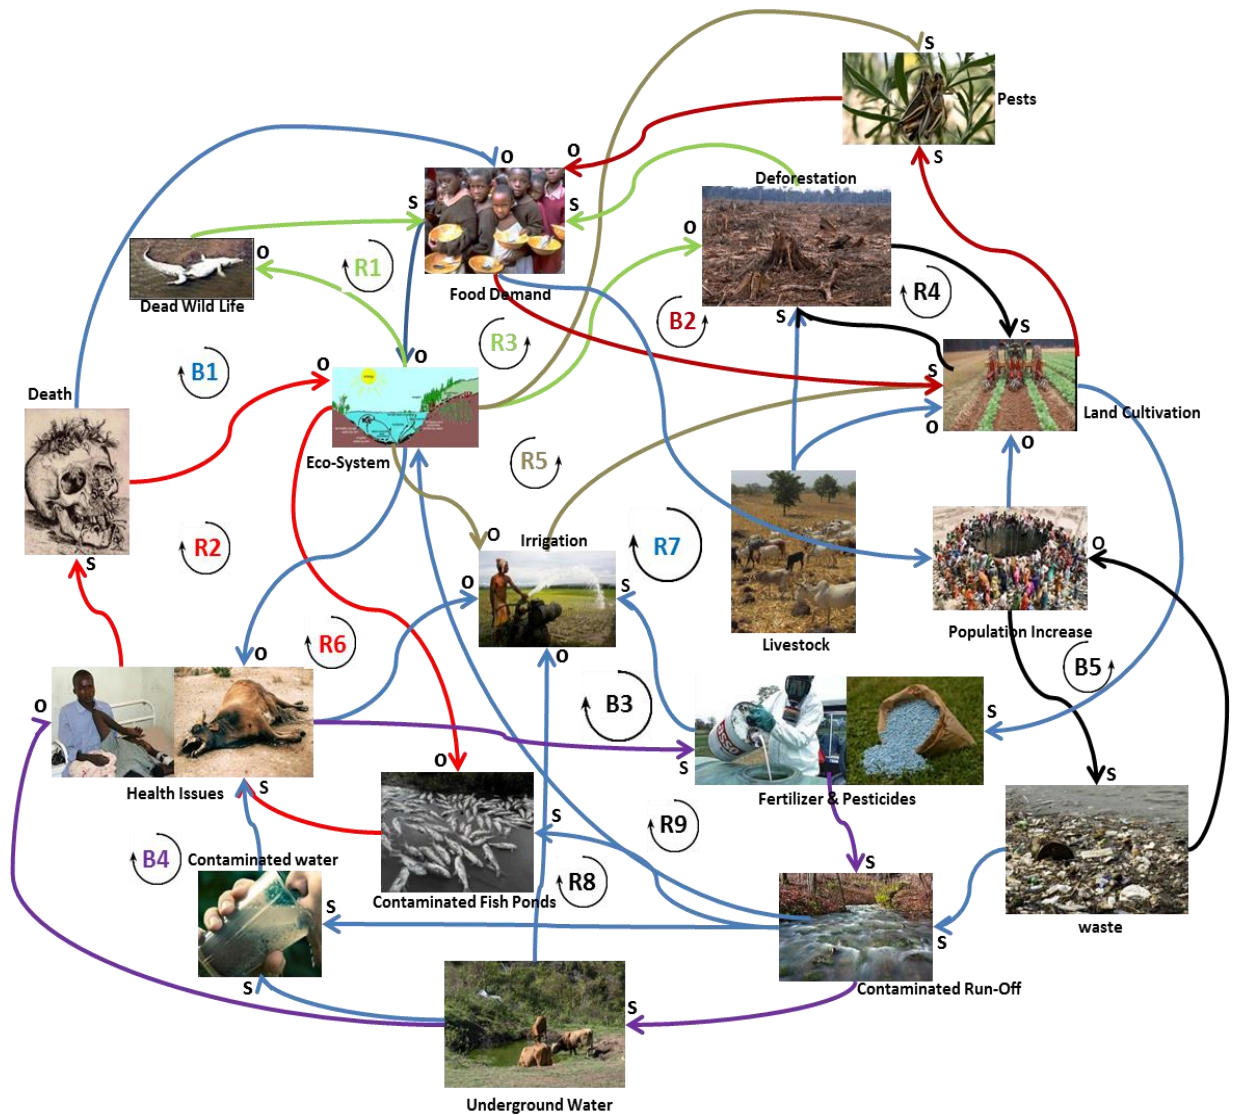 S
Pests
S
O
O
Deforestation
S
S
O
O
R1
R4
Dead Wild Life
Food Demand
S
B2
S
R3
O
O
B1
S
Death
Land Cultivation
O
O
Eco-System
R5
O
Irrigation
R2
R7
O
S
O
S
Livestock
Population Increase
R6
O
O
B5
B3
O
S
O
S
S
Health Issues
S
Fertilizer & Pesticides
S
R9
B4
Contaminated water
S
R8
Contaminated Fish Ponds
S
waste
S
S
Contaminated Run-Off
S
Underground Water